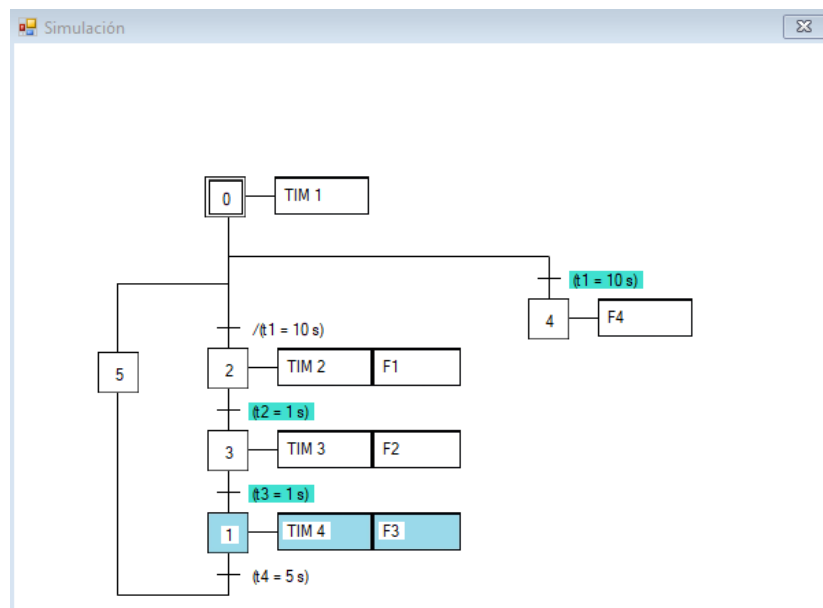 Simulación
0 TIM 1
(t1 = 10 s)
4 F4
/(t1 = 10 s)
5
2 TIM 2 F1
(t2 = 1 s)
3 TIM 3 F2
(t3 = 1 s)
1 TIM 4 F3
(t4 = 5 s)